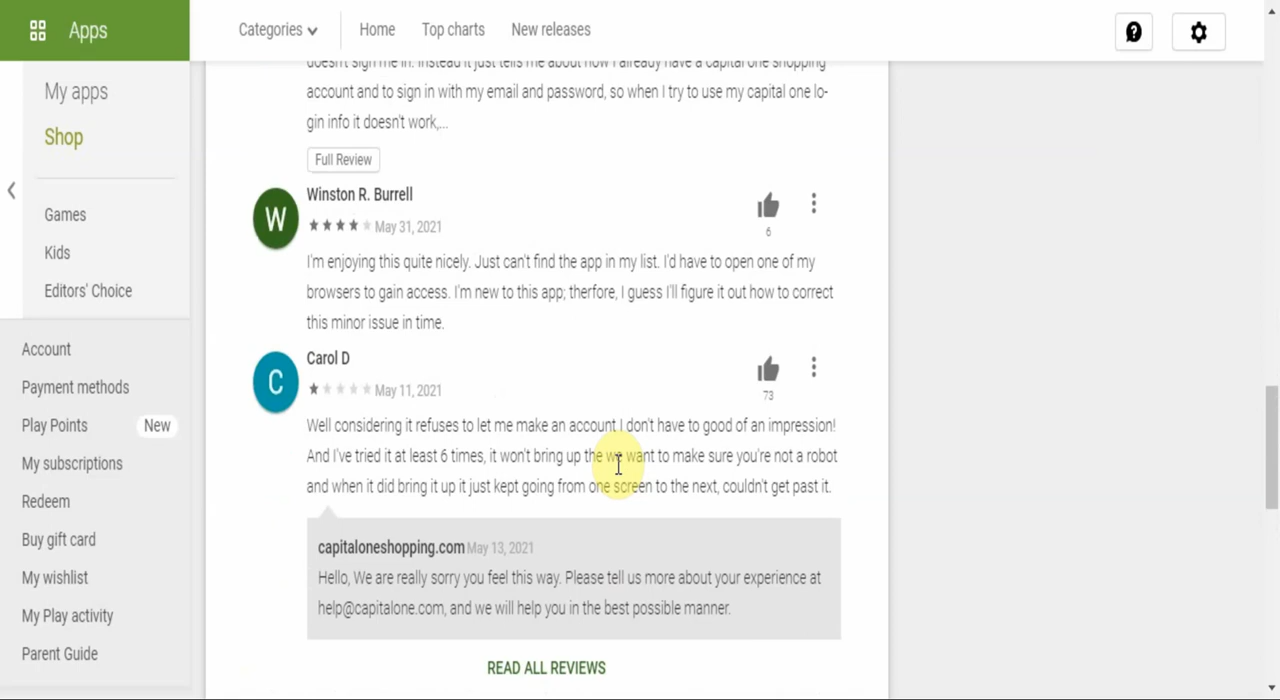 Apps
Categories
Home
Top charts
New releases
My apps
Shop
Games
Kids
Editors' Choice
Account
Payment methods
Play Points New
My subscriptions
Redeem
Buy gift card
My wishlist
My Play activity
Parent Guide
doesn't sign me in. Instead it just tells me about how I already have a capital one shopping
account and to sign in with my email and password, so when I try to use my capital one lo-
gin info it doesn't work,...
Full Review
W
Winston R. Burrell
May 31, 2021
6
I'm enjoying this quite nicely. Just can't find the app in my list. I'd have to open one of my
browsers to gain access. I'm new to this app; therfore, I guess I'll figure it out how to correct
this minor issue in time.
C
Carol D
May 11, 2021
73
Well considering it refuses to let me make an account I don't have to good of an impression!
And I've tried it at least 6 times, it won't bring up the we want to make sure you're not a robot
and when it did bring it up it just kept going from one screen to the next, couldn't get past it.
capitaloneshopping.com May 13, 2021
Hello, We are really sorry you feel this way. Please tell us more about your experience at
help@capitalone.com, and we will help you in the best possible manner.
READ ALL REVIEWS